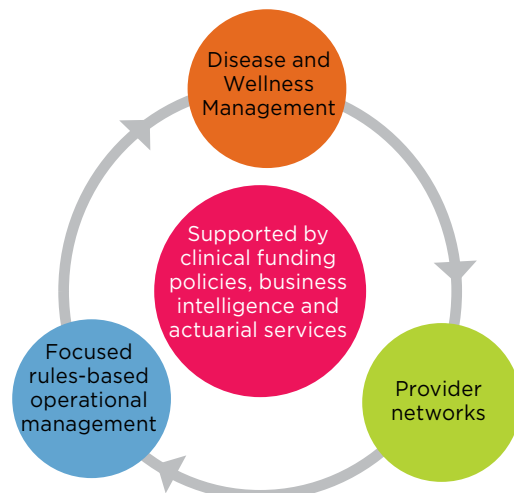 Disease and
Wellness
Management
Supported by
clinical funding
policies, business
intelligence and
actuarial services
Focused
rules-based
operational
management
Provider
networks